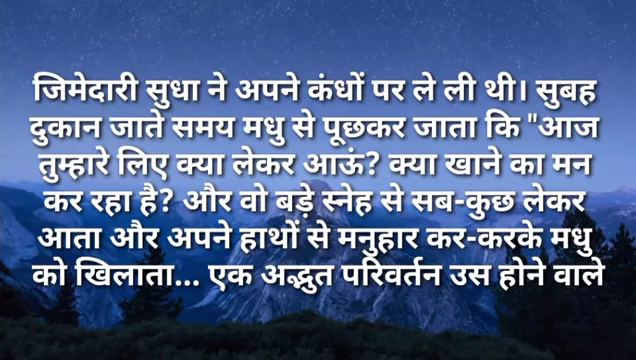 जिमेदारी सुधा ने अपने कंधों पर ले ली थी। सुबह
दुकान जाते समय मधु से पूछकर जाता कि "आज
तुम्हारे लिए क्या लेकर आऊं? क्या खाने का मन
कर रहा है? और वो बड़े स्नेह से सब-कुछ लेकर
आता और अपने हाथों से मनुहार कर-करके मधु
को खिलाता... एक अद्भुत परिवर्तन उस होने वाले